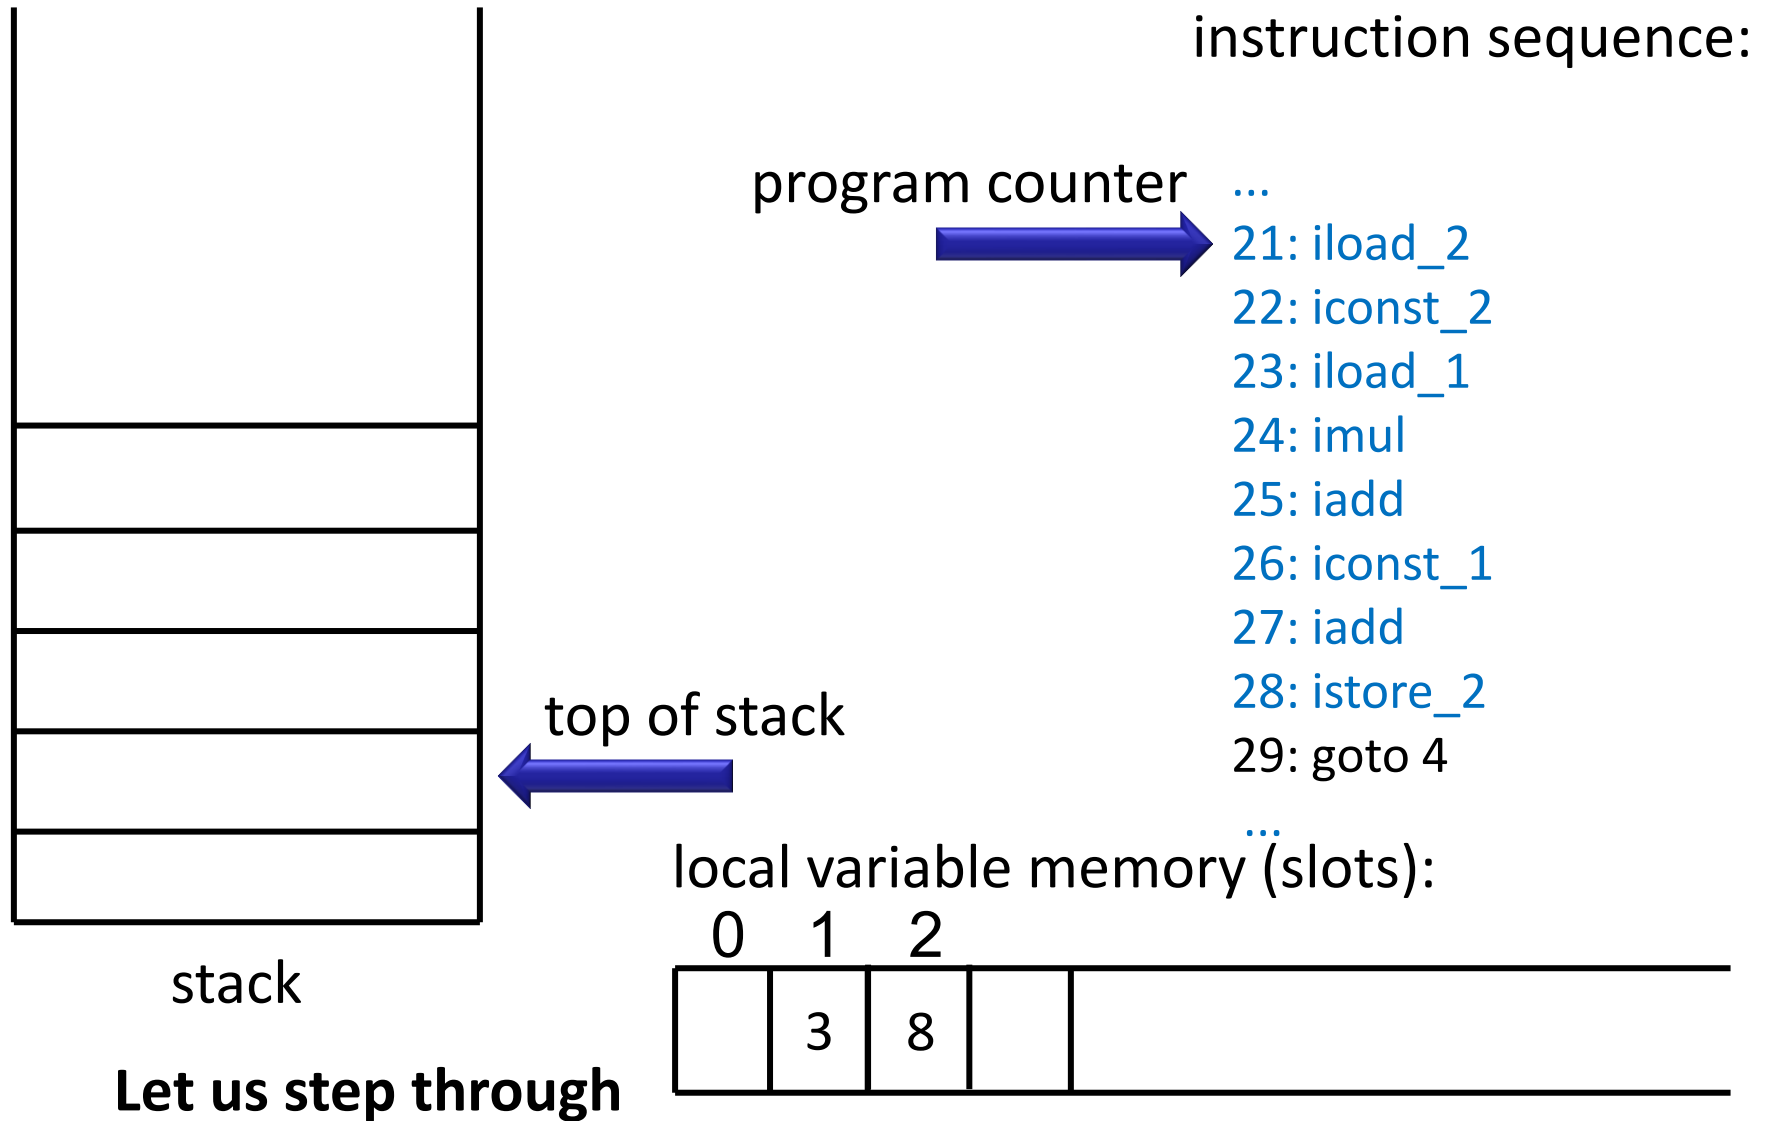 instruction sequence:
program counter
...
21: iload_2
22: iconst_2
23: iload_1
24: imul
25: iadd
26: iconst_1
27: iadd
28: istore_2
29: goto 4
...
top of stack
stack
local variable memory (slots):
0 1 2
3 8
Let us step through